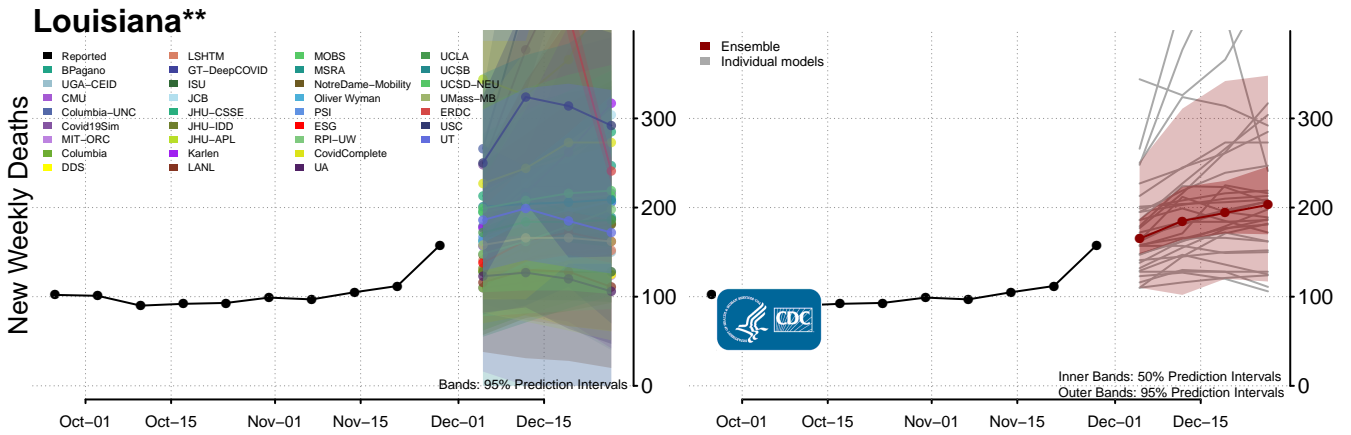 Louisiana**
New Weekly Deaths
Reported
BPagano
UGA−CEID
CMU
Columbia−UNC
Covid19Sim
MIT−ORC
Columbia
DDS
LSHTM
GT−DeepCOVID
ISU
JCB
JHU−CSSE
JHU−IDD
JHU−APL
Karlen
LANL
MOBS
MSRA
NotreDame−Mobility
Oliver Wyman
PSI
ESG
RPI−UW
CovidComplete
UA
UCLA
UCSB
UCSD−NEU
UMass−MB
ERDC
USC
UT
300
200
100
0
Bands: 95% Prediction Intervals
Oct−01 Oct−15 Nov−01 Nov−15 Dec−01 Dec−15
Ensemble
Individual models
300
200
100
0
CDC
Inner Bands: 50% Prediction Intervals
Outer Bands: 95% Prediction Intervals
Oct−01 Oct−15 Nov−01 Nov−15 Dec−01 Dec−15